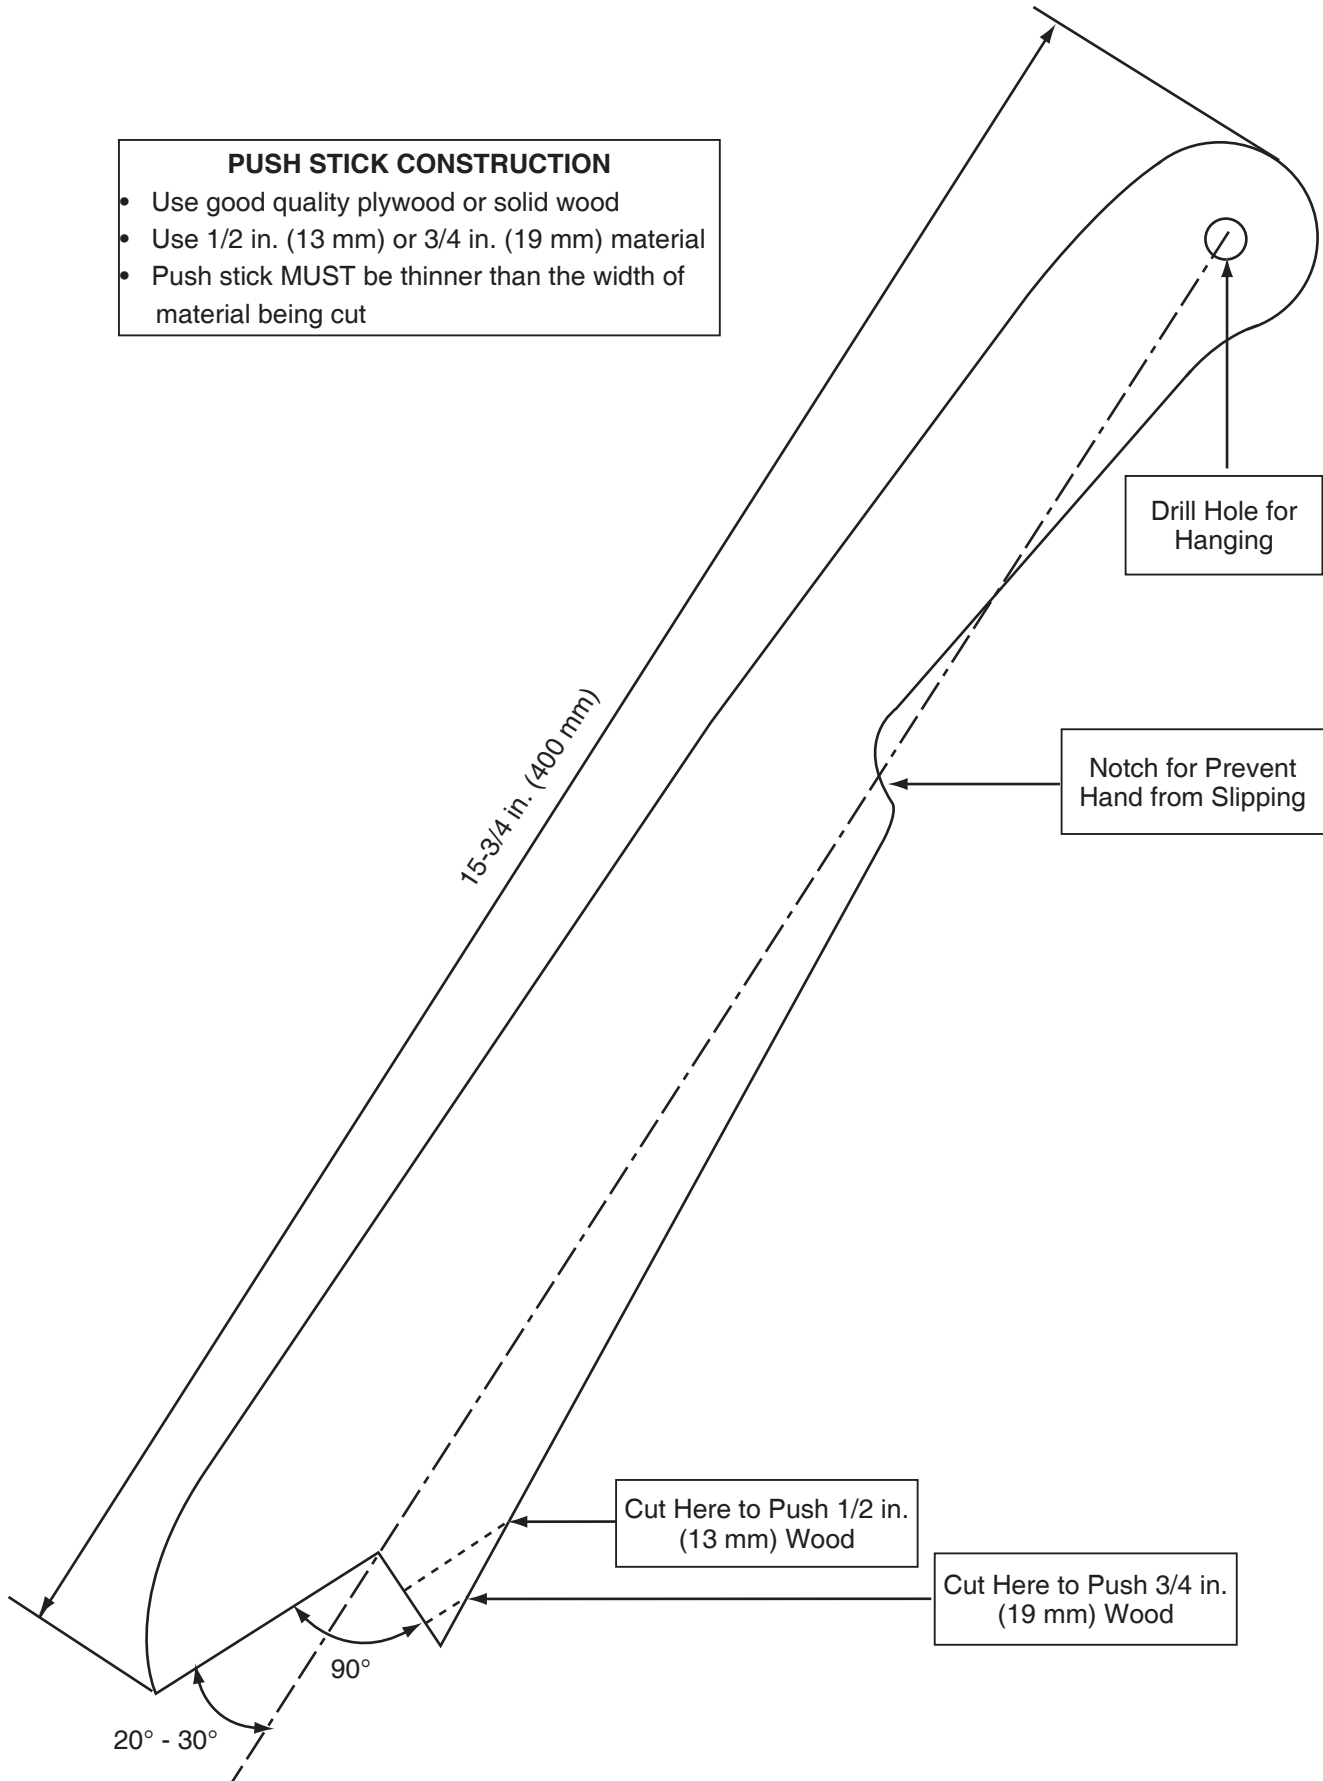 PUSH STICK CONSTRUCTION
• Use good quality plywood or solid wood
• Use 1/2 in. (13 mm) or 3/4 in. (19 mm) material
• Push stick MUST be thinner than the width of
material being cut
Drill Hole for
Hanging
15-3/4 in. (400 mm)
Notch for Prevent
Hand from Slipping
Cut Here to Push 1/2 in.
(13 mm) Wood
Cut Here to Push 3/4 in.
(19 mm) Wood
90°
20° - 30°